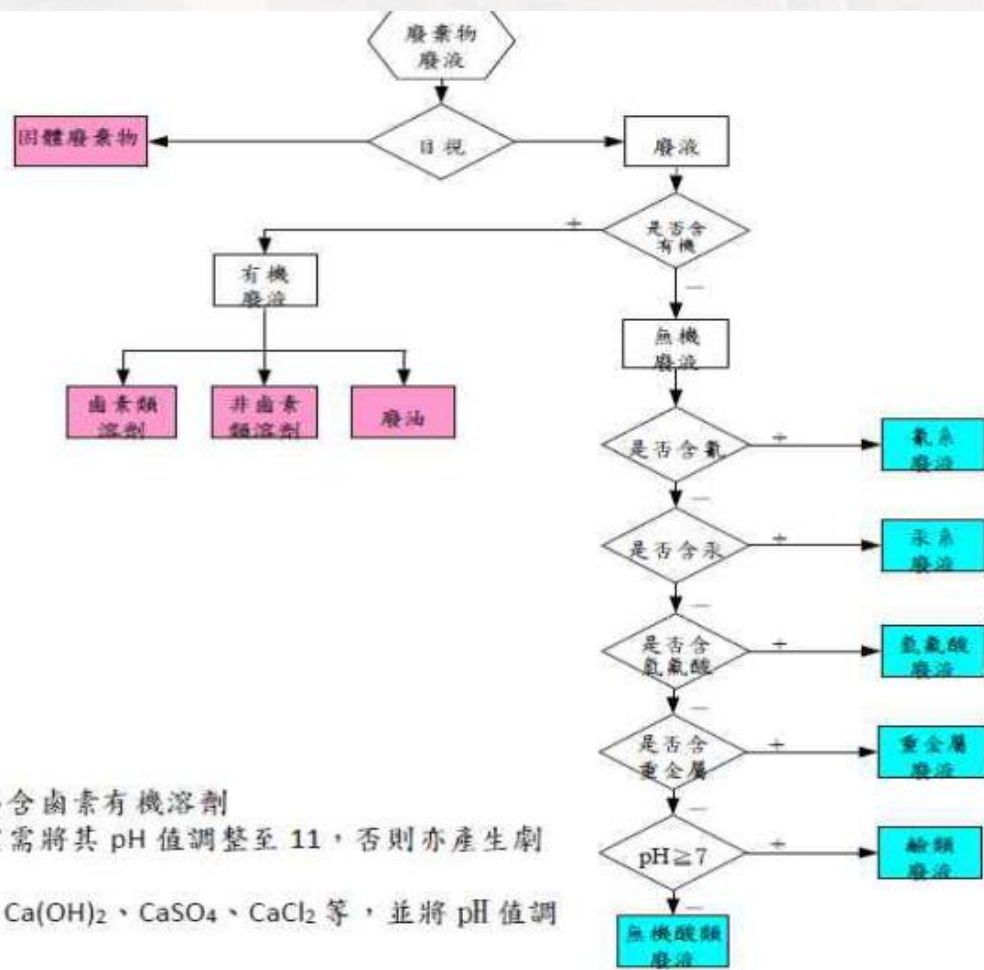 廢棄物
廢液
固體廢棄物
目視
廢液
是否含
有機
+
有機
廢液
—
無機
廢液
鹵素類
溶劑
非鹵素
類溶劑
廢油
是否含氰
+
氰系
廢液
—
是否含汞
+
汞系
廢液
—
是否含
氫氟酸
+
氫氟酸
廢液
—
是否含
重金屬
+
重金屬
廢液
—
含鹵素有機溶劑
需將其 pH 值調整至 11，否則亦產生劇
pH≧7
+
鹼類
廢液
Ca(OH)₂、CaSO₄、CaCl₂ 等，並將 pH 值調
—
無機酸類
廢液